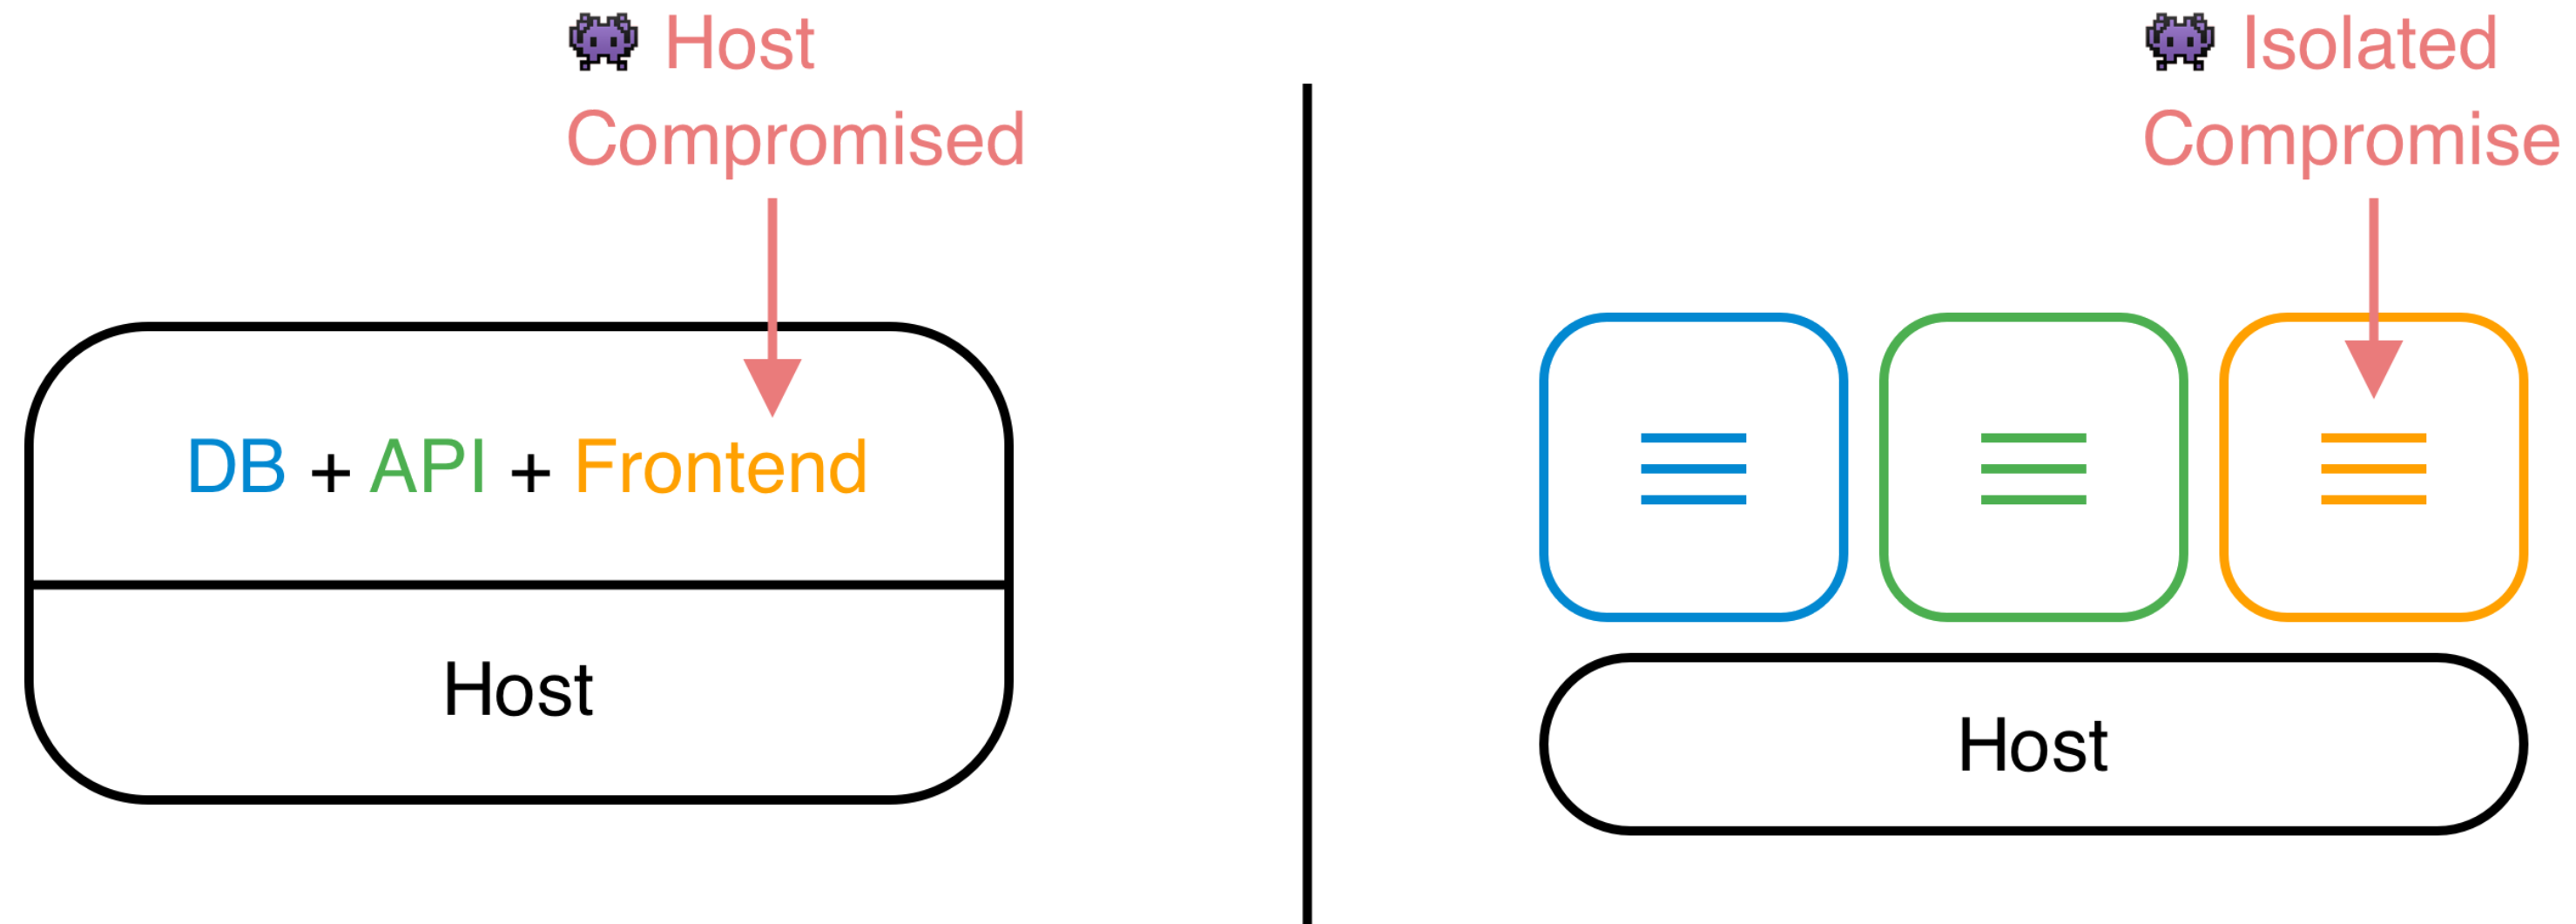 👾 Host
Compromised
DB + API + Frontend
Host
👾 Isolated
Compromise
Host